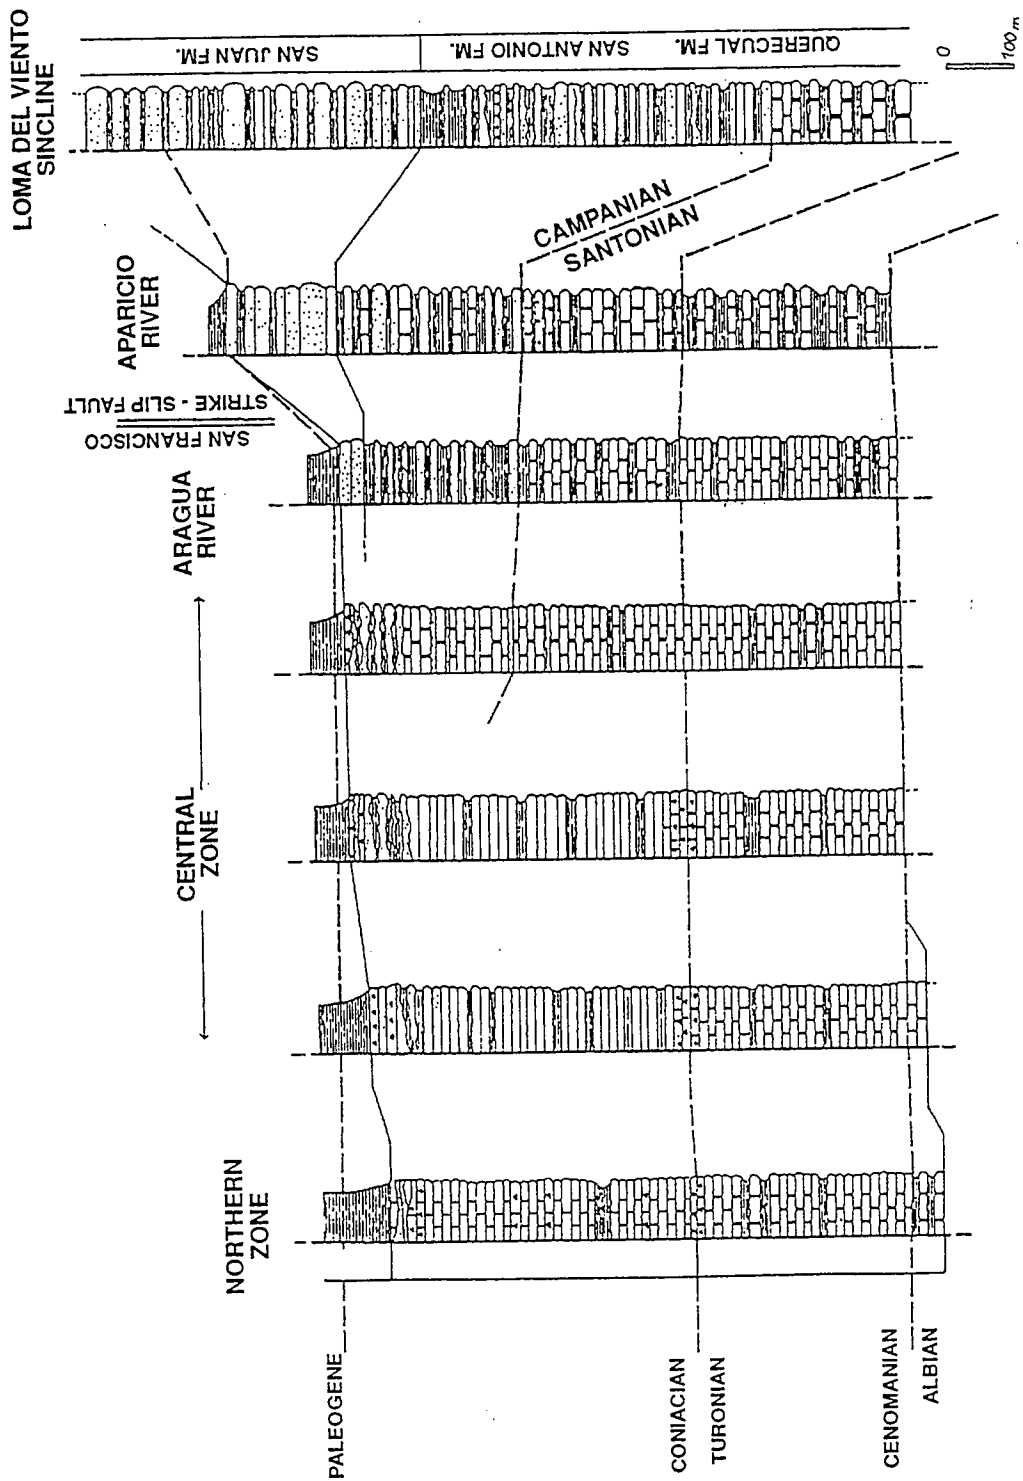 LOMA DEL VIENTO
SINCLINE
SAN JUAN FM.
SAN ANTONIO FM.
QUERECUAL FM.
0
100m
APARICIO
RIVER
CAMPANIAN
SANTONIAN
SAN FRANCISCO
STRIKE - SLIP FAULT
ARAGUA
RIVER
CENTRAL
ZONE
NORTHERN
ZONE
PALEOGENE
CONIACIAN
TURONIAN
CENOMANIAN
ALBIAN